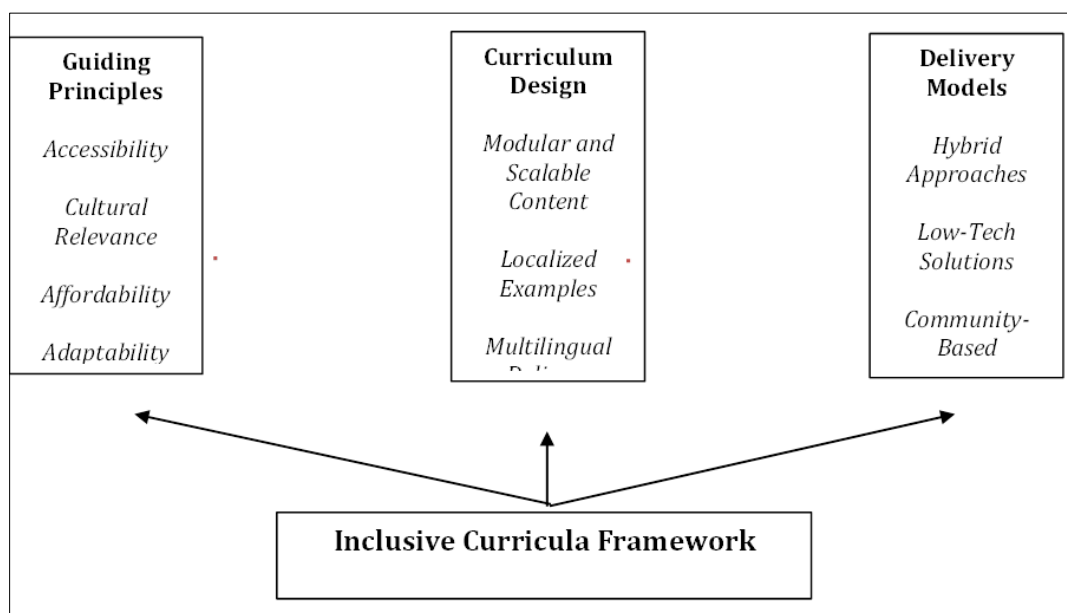 Guiding
Principles
Accessibility
Cultural
Relevance
Affordability
Adaptability
Curriculum
Design
Modular and
Scalable
Content
Localized
Examples
Multilingual
Delivery
Models
Hybrid
Approaches
Low-Tech
Solutions
Community-
Based
Inclusive Curricula Framework